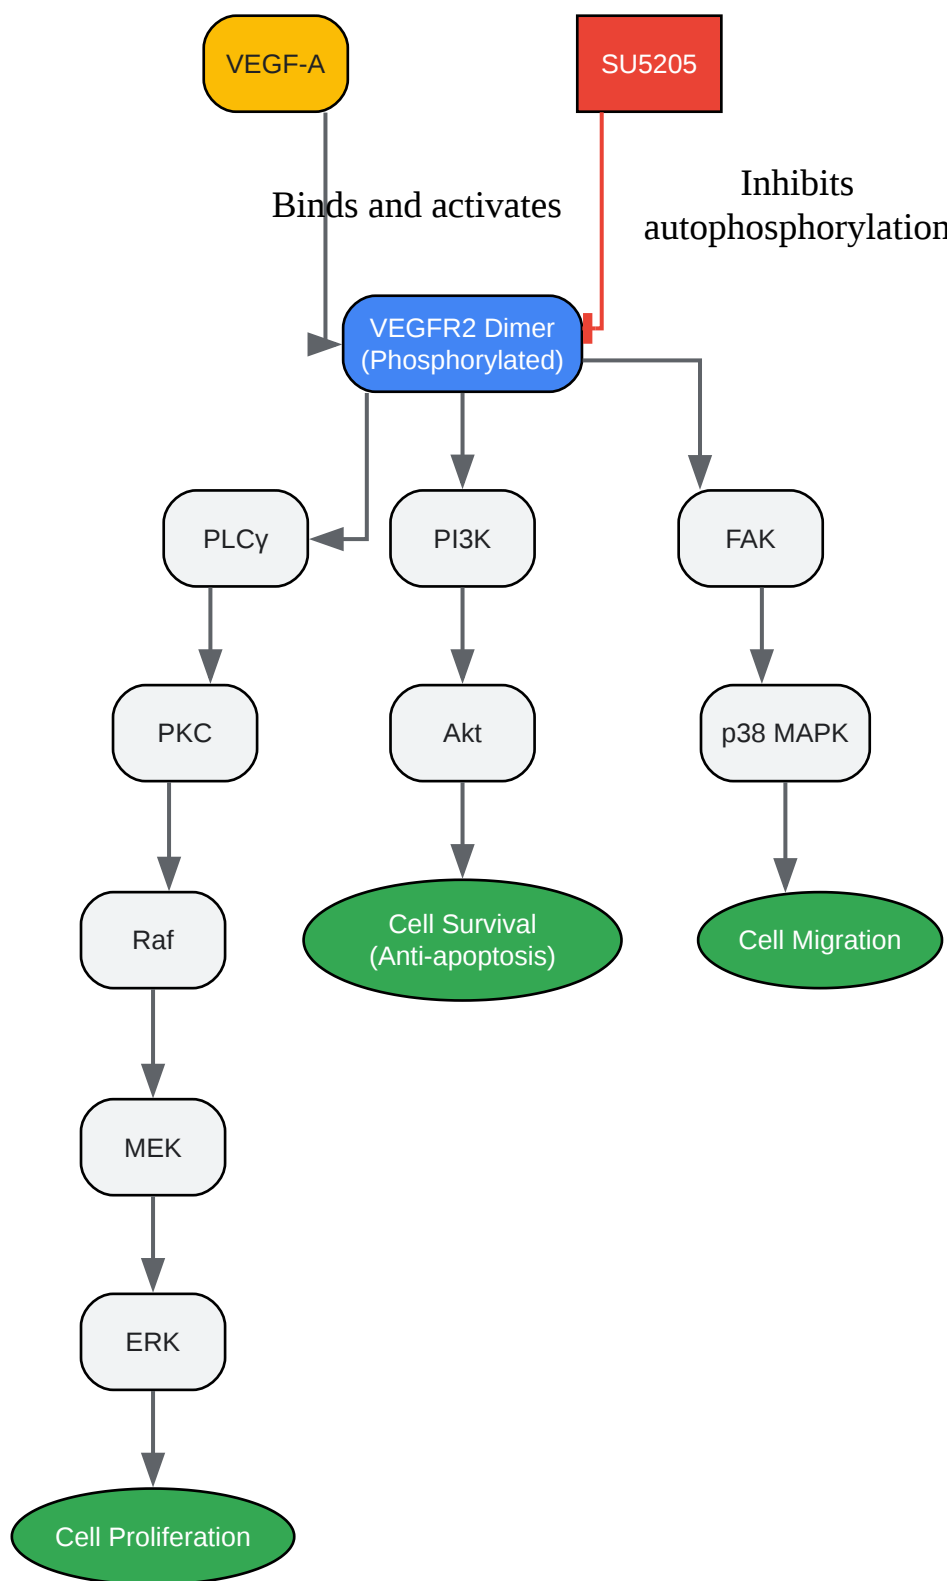 VEGF-A
SU5205
Binds and activates
Inhibits
autophosphorylation
VEGFR2 Dimer
(Phosphorylated)
PLCγ
PI3K
FAK
PKC
Akt
p38 MAPK
Raf
Cell Survival
(Anti-apoptosis)
Cell Migration
MEK
ERK
Cell Proliferation